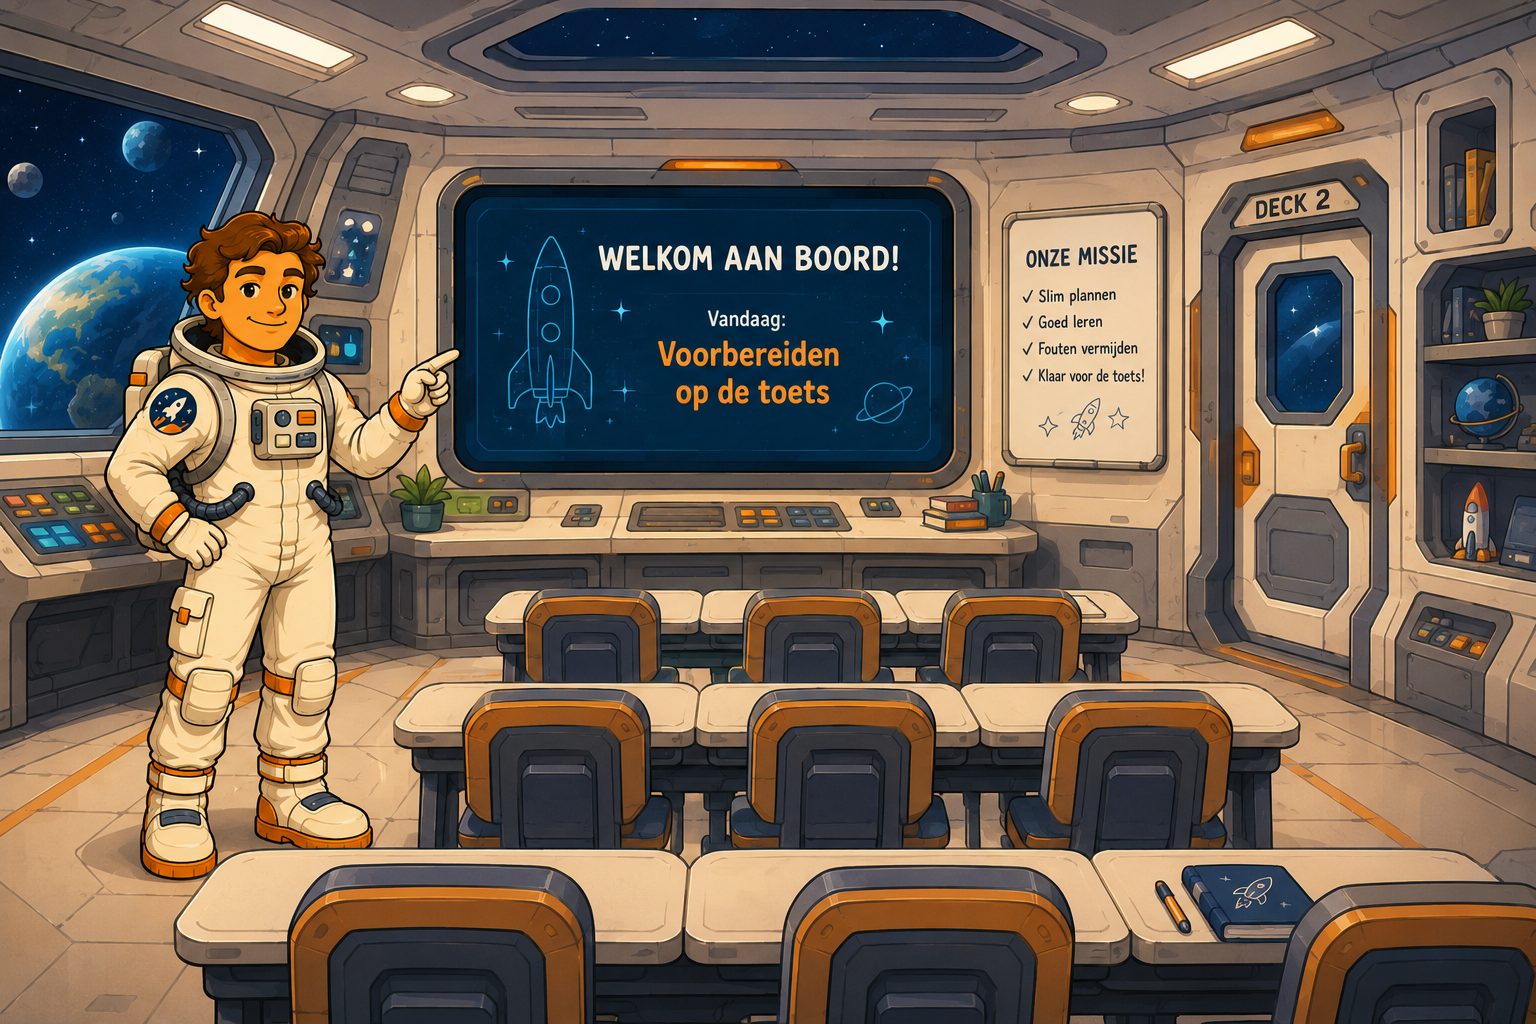 WELKOM AAN BOORD!
Vandaag:
Voorbereiden
op de toets
ONZE MISSIE
✓ Slim plannen
✓ Goed leren
✓ Fouten vermijden
✓ Klaar voor de toets!
DECK 2